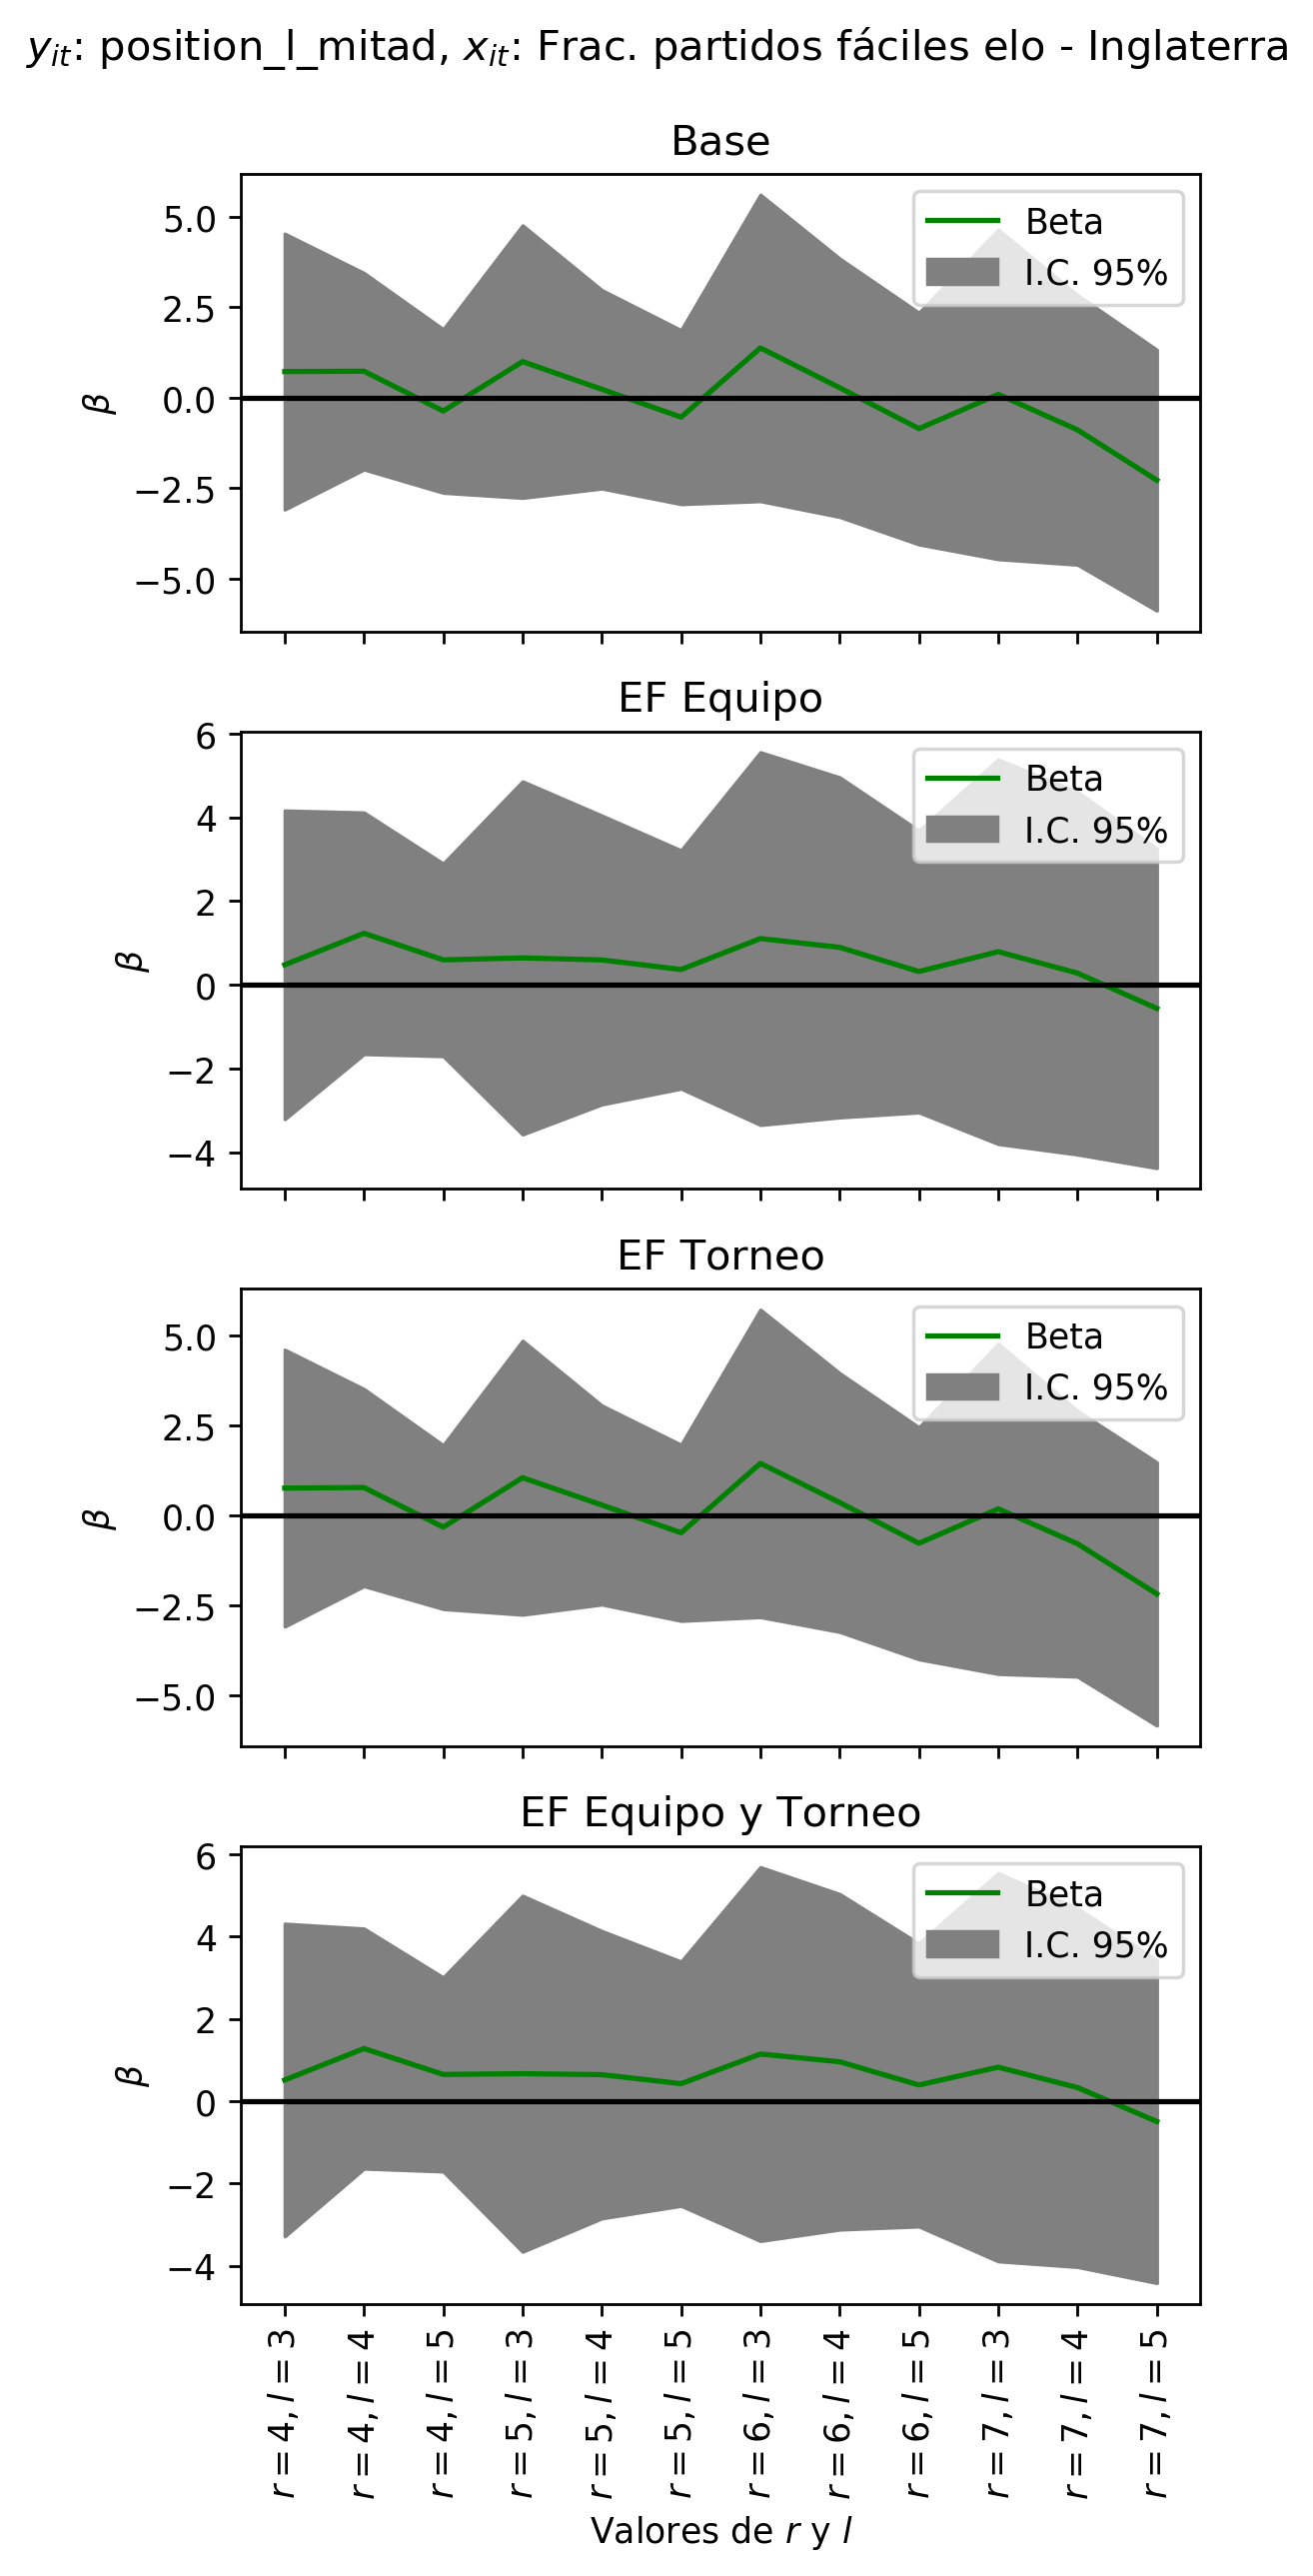 y_it: position_l_mitad, x_it: Frac. partidos fáciles elo - Inglaterra
Base
Beta
I.C. 95%
5.0
2.5
0.0
−2.5
−5.0
β
EF Equipo
Beta
I.C. 95%
6
4
2
0
−2
−4
β
EF Torneo
Beta
I.C. 95%
5.0
2.5
0.0
−2.5
−5.0
β
EF Equipo y Torneo
Beta
I.C. 95%
6
4
2
0
−2
−4
β
r = 4, l = 3
r = 4, l = 4
r = 4, l = 5
r = 5, l = 3
r = 5, l = 4
r = 5, l = 5
r = 6, l = 3
r = 6, l = 4
r = 6, l = 5
r = 7, l = 3
r = 7, l = 4
r = 7, l = 5
Valores de r y l